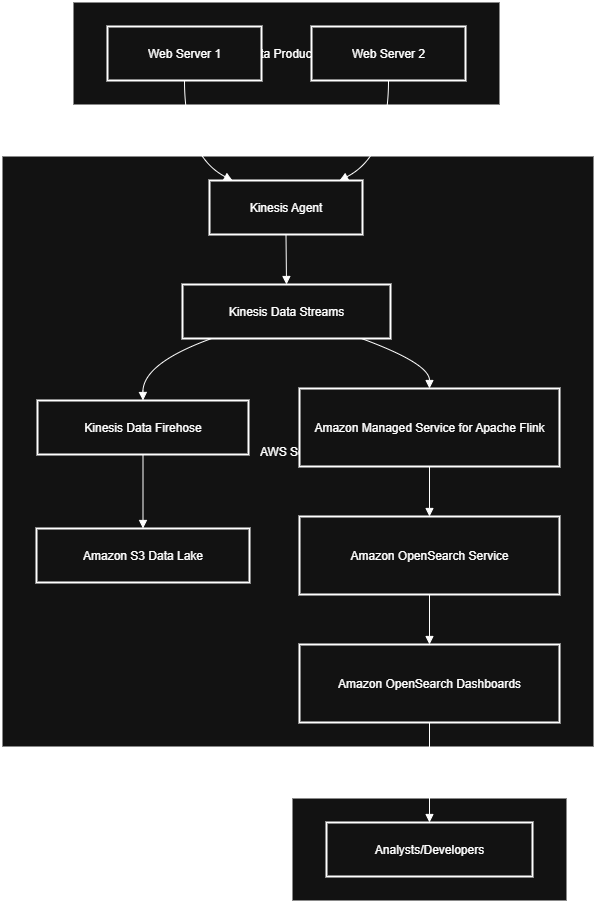 Web Server 1
ta Produc
Web Server 2
Kinesis Agent
Kinesis Data Streams
Kinesis Data Firehose
Amazon Managed Service for Apache Flink
AWS S
Amazon S3 Data Lake
Amazon OpenSearch Service
Amazon OpenSearch Dashboards
Analysts/Developers